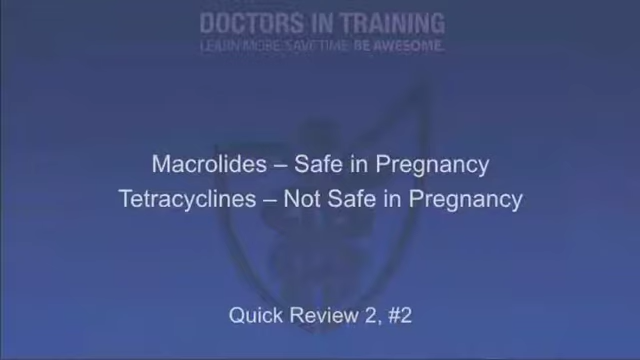 DOCTORS IN TRAINING
LEARN MORE. SAVE TIME. BE AWESOME.
Macrolides – Safe in Pregnancy
Tetracyclines – Not Safe in Pregnancy
Quick Review 2, #2